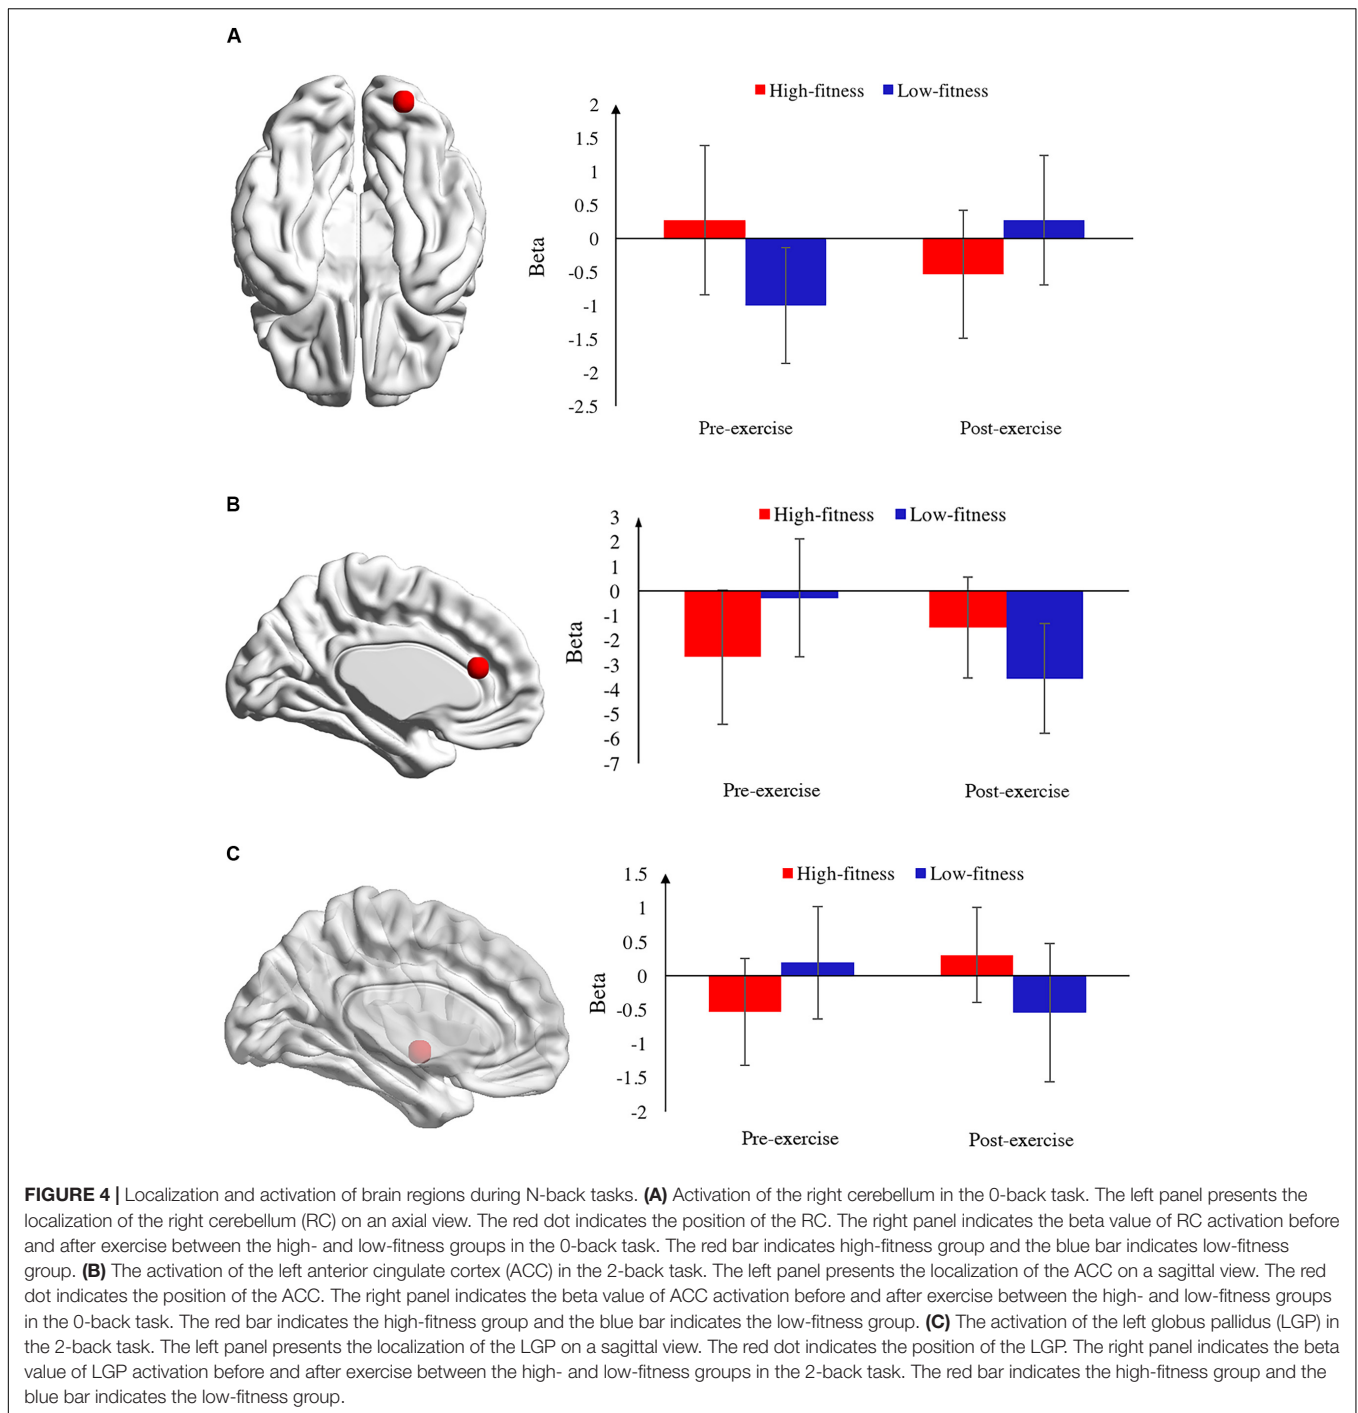 A
High-fitness Low-fitness
2
1.5
1
0.5
0
-0.5
-1
-1.5
-2
-2.5
Beta
Pre-exercise Post-exercise
B
High-fitness Low-fitness
3
2
1
0
-1
-2
-3
-4
-5
-6
-7
Beta
Pre-exercise Post-exercise
C
High-fitness Low-fitness
1.5
1
0.5
0
-0.5
-1
-1.5
-2
Beta
Pre-exercise Post-exercise
FIGURE 4 | Localization and activation of brain regions during N-back tasks. (A) Activation of the right cerebellum in the 0-back task. The left panel presents the
localization of the right cerebellum (RC) on an axial view. The red dot indicates the position of the RC. The right panel indicates the beta value of RC activation before
and after exercise between the high- and low-fitness groups in the 0-back task. The red bar indicates high-fitness group and the blue bar indicates low-fitness
group. (B) The activation of the left anterior cingulate cortex (ACC) in the 2-back task. The left panel presents the localization of the ACC on a sagittal view. The red
dot indicates the position of the ACC. The right panel indicates the beta value of ACC activation before and after exercise between the high- and low-fitness groups
in the 0-back task. The red bar indicates the high-fitness group and the blue bar indicates the low-fitness group. (C) The activation of the left globus pallidus (LGP) in
the 2-back task. The left panel presents the localization of the LGP on a sagittal view. The red dot indicates the position of the LGP. The right panel indicates the beta
value of LGP activation before and after exercise between the high- and low-fitness groups in the 2-back task. The red bar indicates the high-fitness group and the
blue bar indicates the low-fitness group.